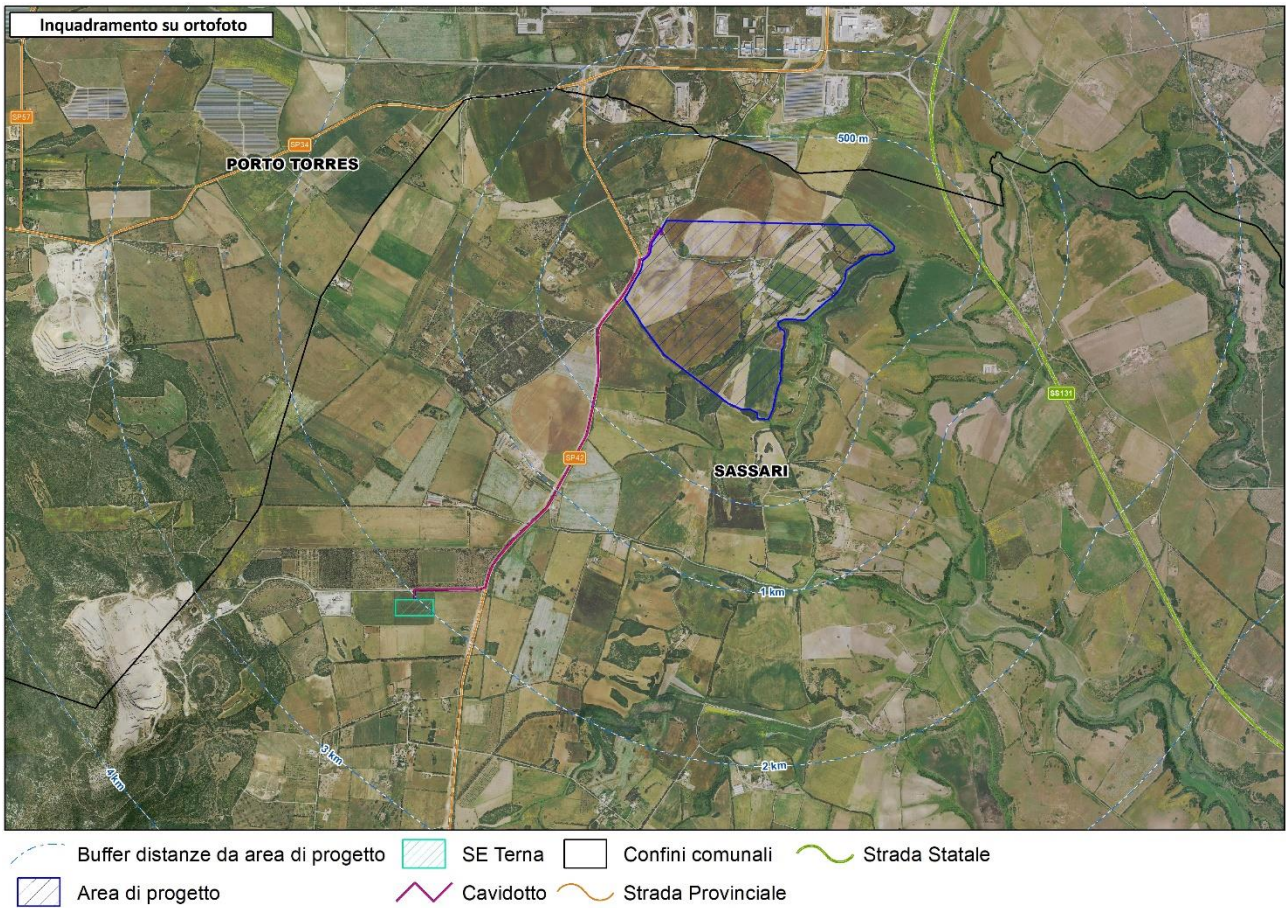 Inquadramento su ortofoto
SP57
SP34
PORTO TORRES
500 m
SS131
SP42
SASSARI
1 km
3 km
4 km
2 km
Buffer distanze da area di progetto
SE Terna
Confini comunali
Strada Statale
Area di progetto
Cavidotto
Strada Provinciale